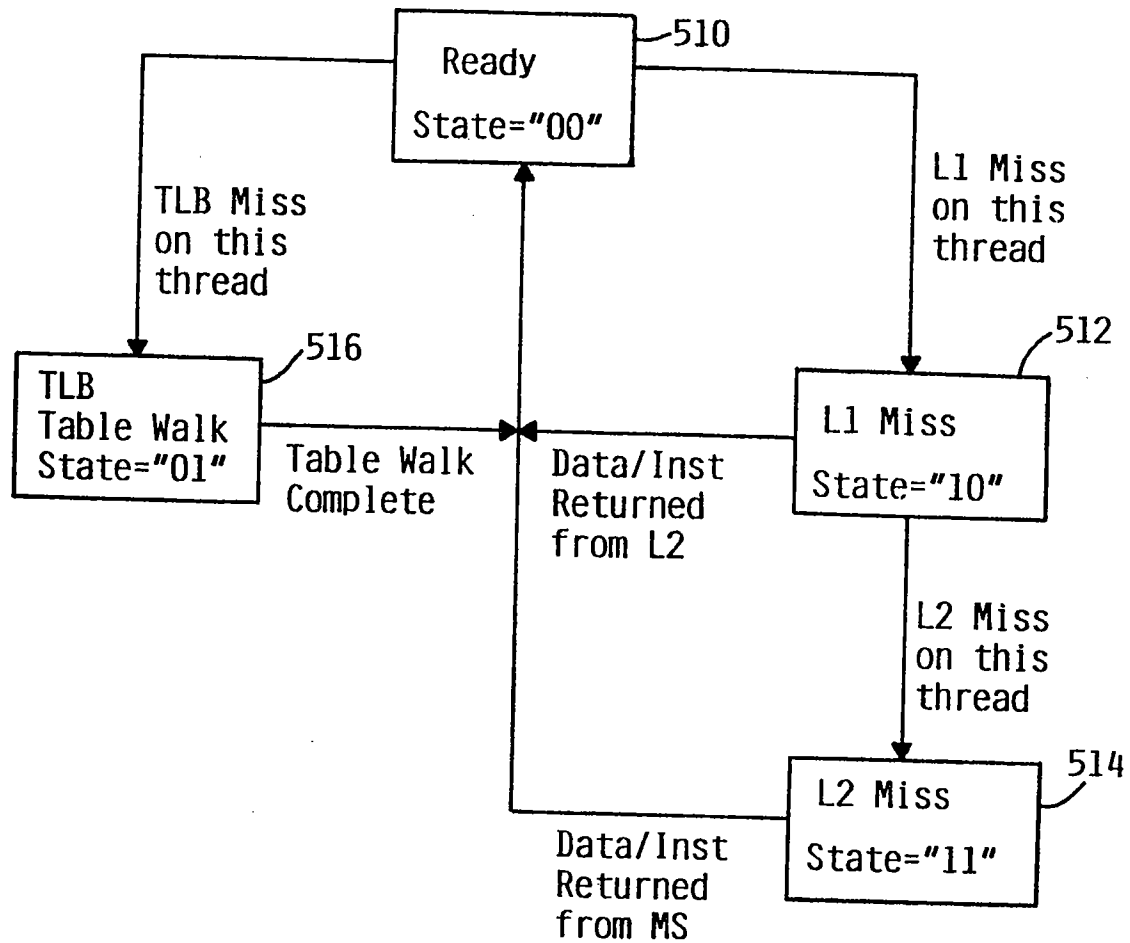 510
Ready
State="00"
TLB Miss
on this
thread
L1 Miss
on this
thread
516
512
TLB
Table Walk
State="01"
L1 Miss
State="10"
Table Walk
Complete
Data/Inst
Returned
from L2
L2 Miss
on this
thread
514
L2 Miss
State="11"
Data/Inst
Returned
from MS